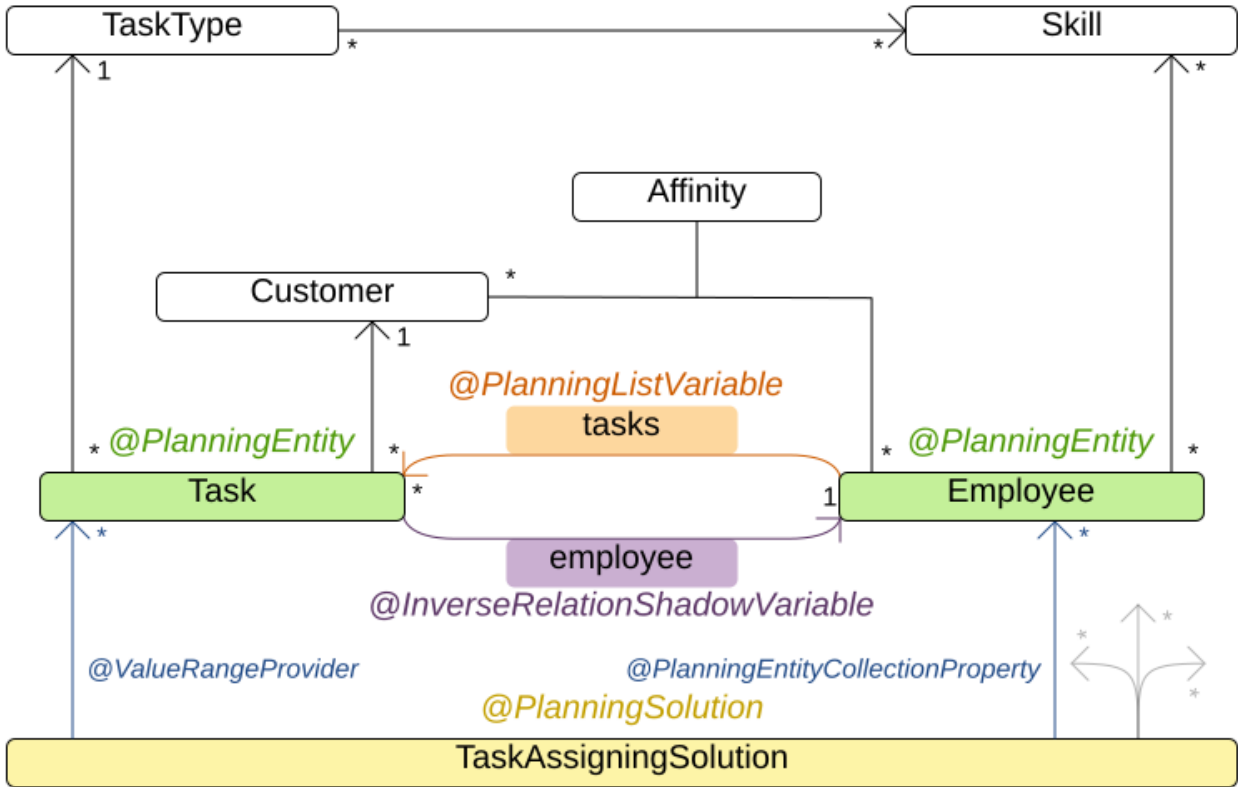 TaskType
Skill
*
*
1
*
Affinity
Customer
*
1
@PlanningListVariable
tasks
*
@PlanningEntity
*
*
@PlanningEntity
*
Task
*
1
Employee
*
employee
*
@InverseRelationShadowVariable
*
*
*
@ValueRangeProvider
@PlanningEntityCollectionProperty
@PlanningSolution
TaskAssigningSolution